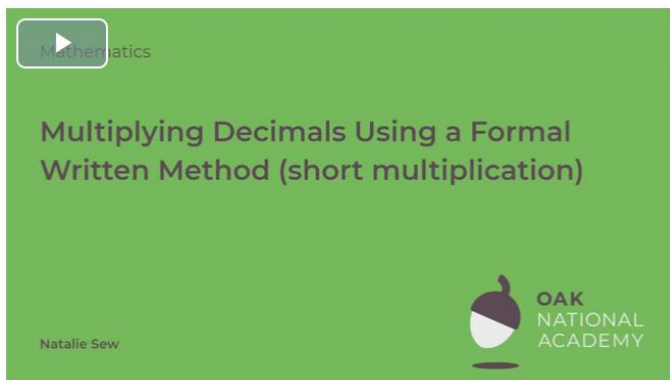 Mathematics
Multiplying Decimals Using a Formal
Written Method (short multiplication)
Natalie Sew
OAK
NATIONAL
ACADEMY